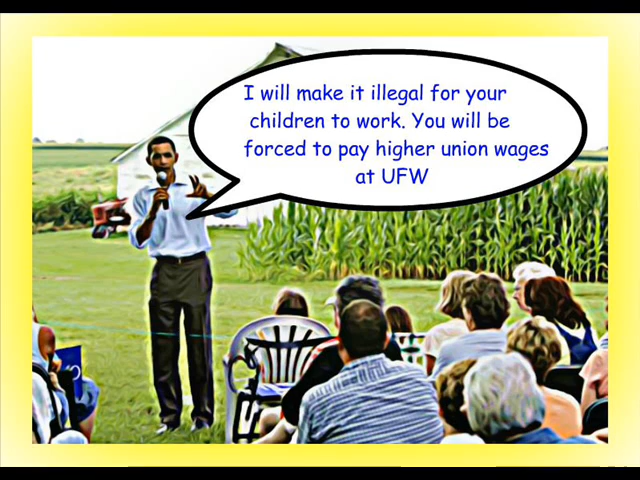 I will make it illegal for your
children to work. You will be
forced to pay higher union wages
at UFW